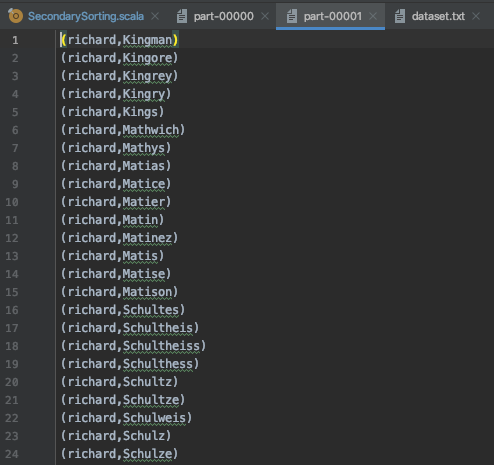 SecondarySorting.scala part-00000 part-00001 dataset.txt
1 (richard,Kingman)
2 (richard,Kingore)
3 (richard,Kingrey)
4 (richard,Kingry)
5 (richard,Kings)
6 (richard,Mathwich)
7 (richard,Mathys)
8 (richard,Matias)
9 (richard,Matice)
10 (richard,Matier)
11 (richard,Matin)
12 (richard,Matinez)
13 (richard,Matis)
14 (richard,Matise)
15 (richard,Matison)
16 (richard,Schultes)
17 (richard,Schultheis)
18 (richard,Schultheiss)
19 (richard,Schulthess)
20 (richard,Schultz)
21 (richard,Schultze)
22 (richard,Schulweis)
23 (richard,Schulz)
24 (richard,Schulze)